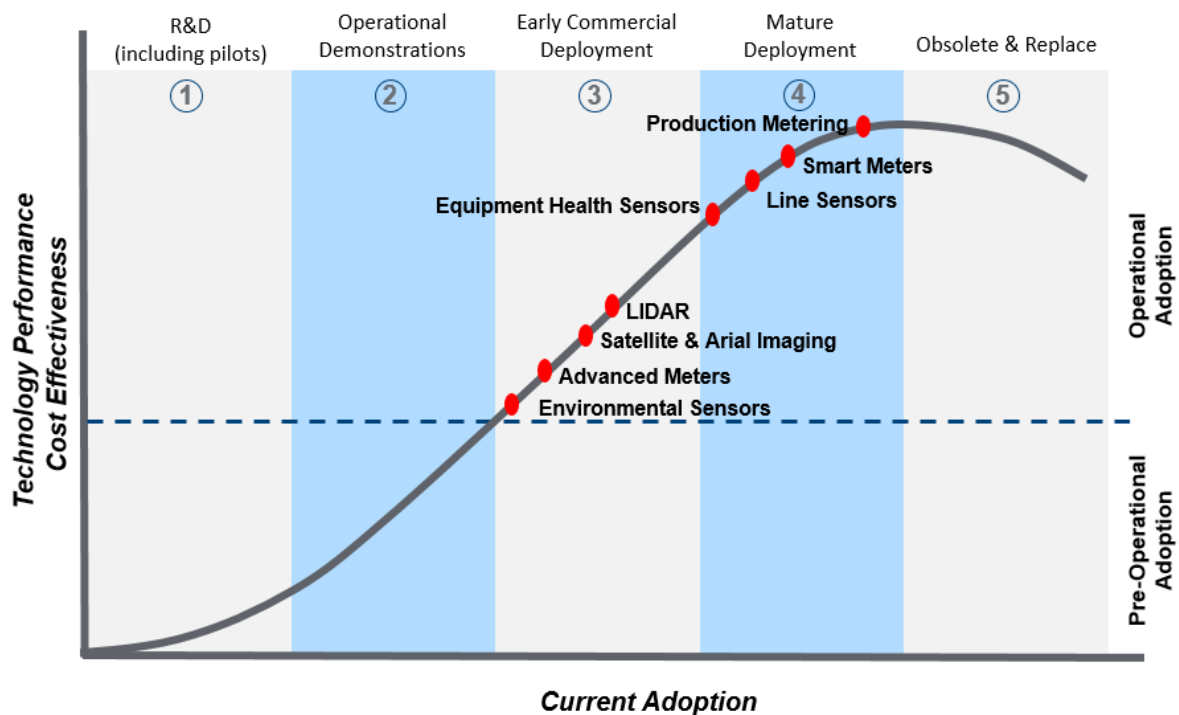 R&D
(including pilots)
Operational
Demonstrations
Early Commercial
Deployment
Mature
Deployment
Obsolete & Replace
1
2
3
4
5
Production Metering
Smart Meters
Line Sensors
Equipment Health Sensors
LIDAR
Satellite & Arial Imaging
Advanced Meters
Environmental Sensors
Technology Performance
Cost Effectiveness
Operational
Adoption
Pre-Operational
Adoption
Current Adoption